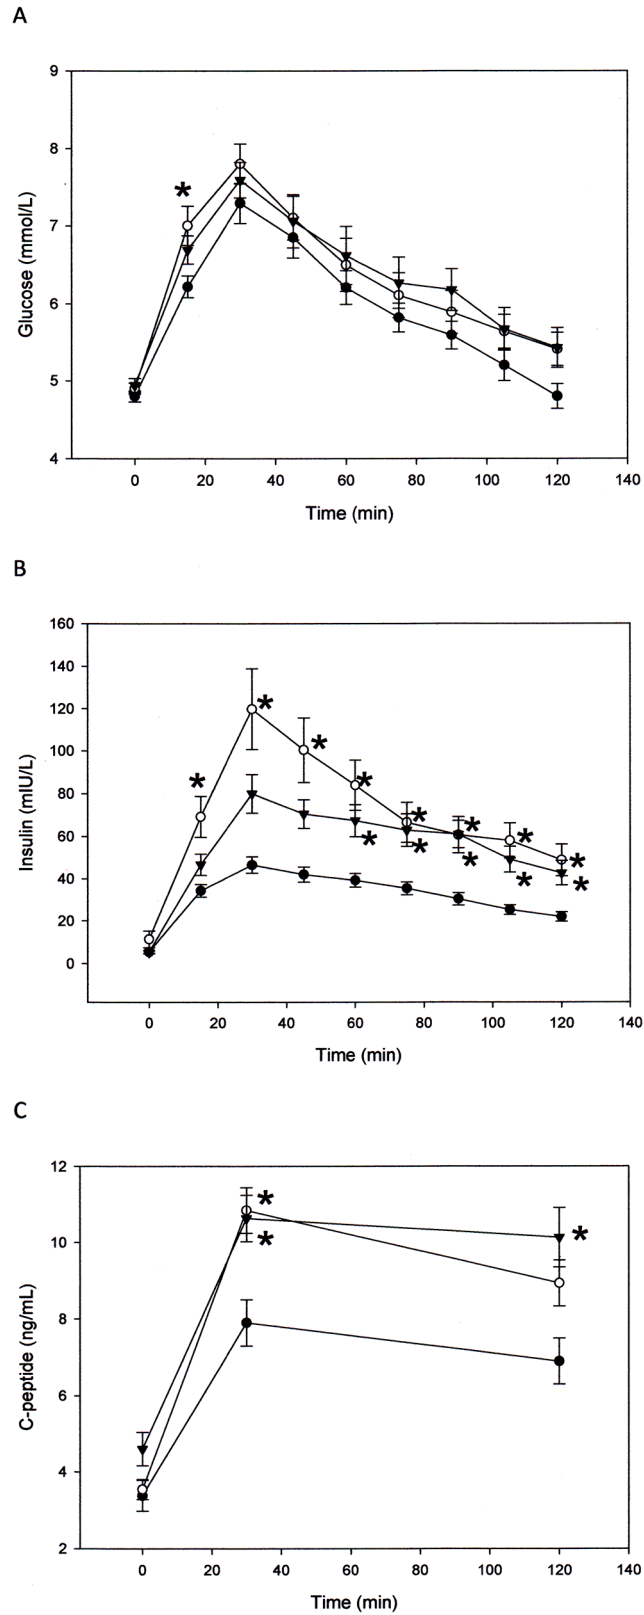 A
9
8
7
6
5
4
Glucose (mmol/L)
*
0 20 40 60 80 100 120 140
Time (min)
B
160
140
120
100
80
60
40
20
0
Insulin (mIU/L)
* * * * * * * *
* * * * *
0 20 40 60 80 100 120 140
Time (min)
C
12
10
8
6
4
2
C-peptide (ng/mL)
* *
*
0 20 40 60 80 100 120 140
Time (min)